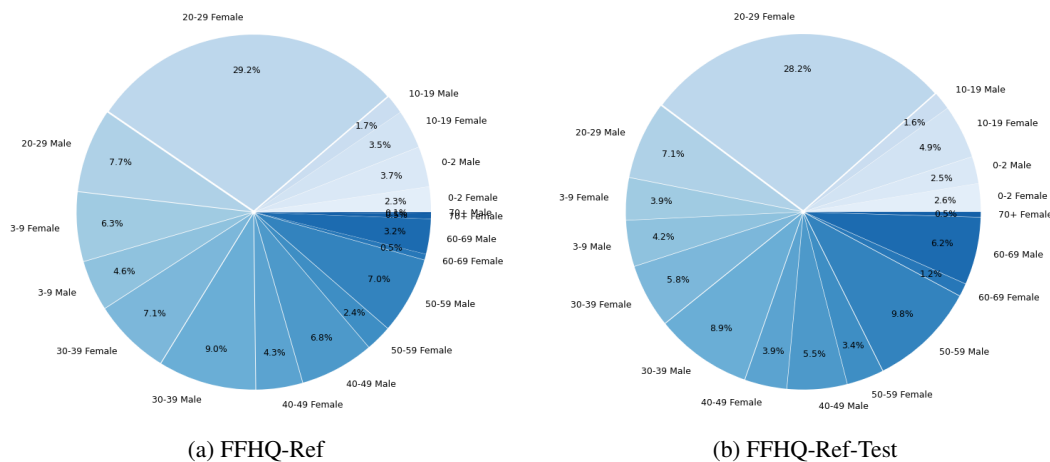 20-29 Female
29.2%
10-19 Male
1.7%
10-19 Female
3.5%
20-29 Male
7.7%
3.7%
0-2 Male
2.3%
0-2 Female
0.1%
70+ Male
0.5%
70+ Female
3-9 Female
6.3%
3.2%
60-69 Male
0.5%
60-69 Female
3-9 Male
4.6%
7.0%
50-59 Male
30-39 Female
7.1%
2.4%
50-59 Female
30-39 Male
9.0%
4.3%
40-49 Female
6.8%
40-49 Male
(a) FFHQ-Ref
20-29 Female
28.2%
10-19 Male
1.6%
10-19 Female
4.9%
20-29 Male
7.1%
2.5%
0-2 Male
2.6%
0-2 Female
0.5%
70+ Female
3-9 Female
3.9%
6.2%
60-69 Male
3-9 Male
4.2%
1.2%
60-69 Female
30-39 Female
5.8%
9.8%
50-59 Male
30-39 Male
8.9%
3.4%
50-59 Female
3.9%
40-49 Female
5.5%
40-49 Male
(b) FFHQ-Ref-Test